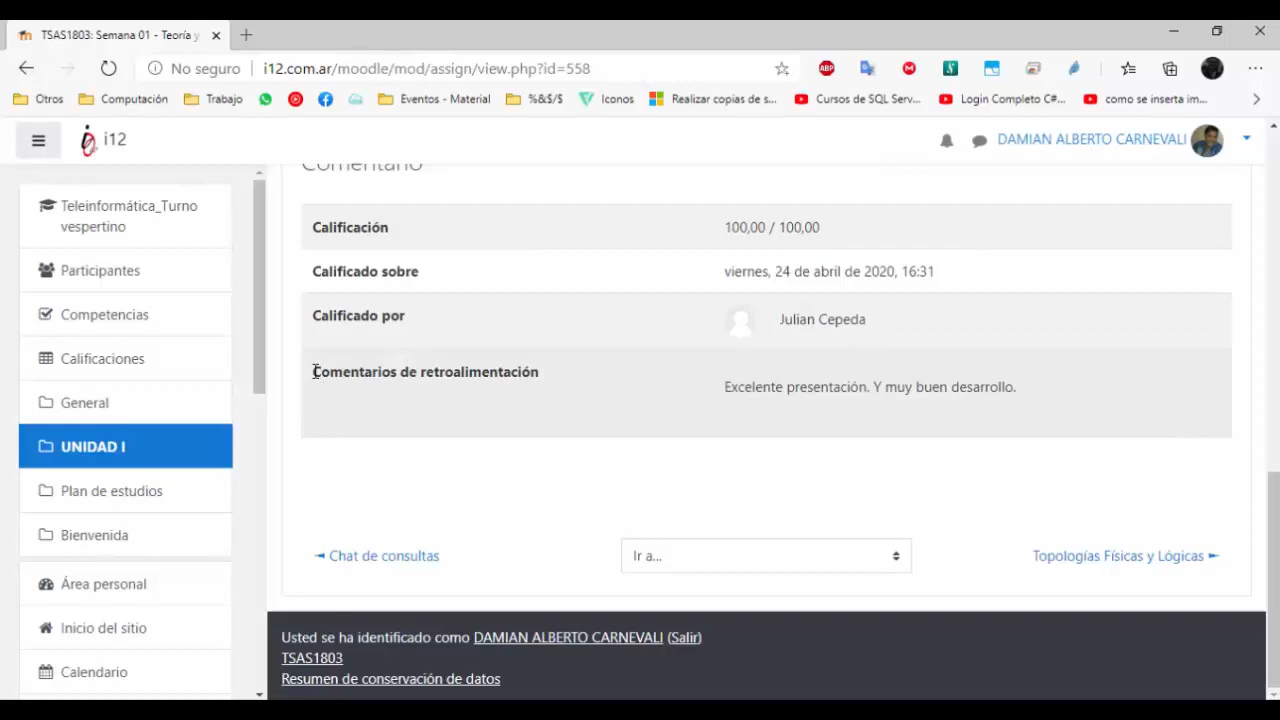 TSAS1803: Semana 01 - Teoría y
No seguro
i12.com.ar/moodle/mod/assign/view.php?id=558
ABP
Otros
Computación
Trabajo
Eventos - Material
%&$/$
Iconos
Realizar copias de s...
Cursos de SQL Serv...
Login Completo C#...
como se inserta im...
i12
DAMIAN ALBERTO CARNEVALI
Teleinformática_Turno
vespertino
Participantes
Competencias
Calificaciones
General
UNIDAD I
Plan de estudios
Bienvenida
Área personal
Inicio del sitio
Calendario
Comentario
Calificación
100,00 / 100,00
Calificado sobre
viernes, 24 de abril de 2020, 16:31
Calificado por
Julian Cepeda
Comentarios de retroalimentación
Excelente presentación. Y muy buen desarrollo.
◄ Chat de consultas
Ir a...
Topologías Físicas y Lógicas ►
Usted se ha identificado como DAMIAN ALBERTO CARNEVALI (Salir)
TSAS1803
Resumen de conservación de datos